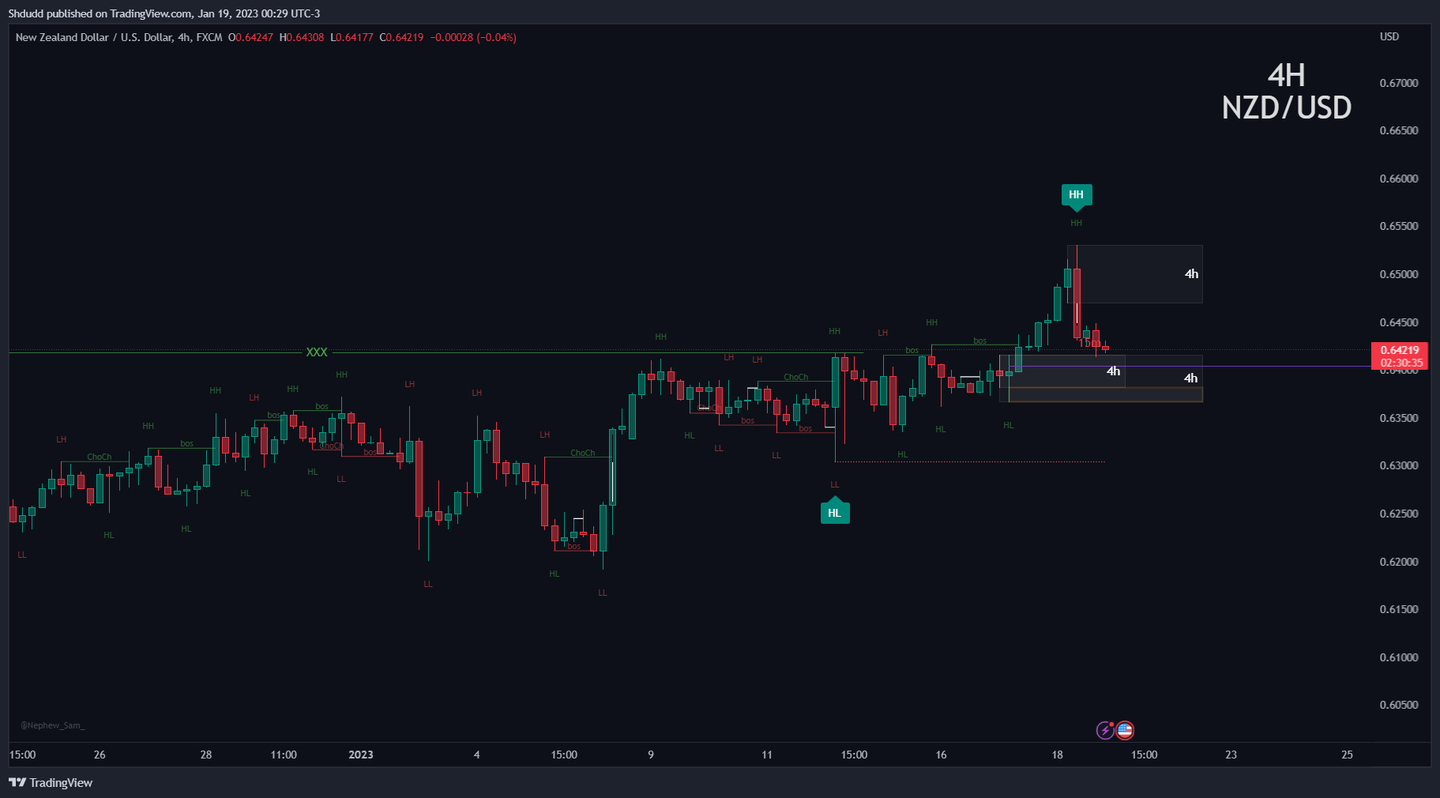 Shdudd published on TradingView.com, Jan 19, 2023 00:29 UTC-3
New Zealand Dollar / U.S. Dollar, 4h, FXCM O0.64247 H0.64308 L0.64177 C0.64219 −0.00028 (−0.04%)
USD
4H
NZD/USD
0.67000
0.66500
0.66000
HH
HH
0.65500
4h
0.65000
0.64500
HH
LH
HH
HH
bos
bos
XXX
0.64219
02:30:35
0.64000
LH
LH
4h
4h
HH
ChoCh
LH
HH
HH
LH
LH
bos
bos
0.63500
HH
LH
ChoCh
bos
bos
HL
HL
HL
LH
LH
bos
ChoCh
bos
ChoCh
LL
LL
HL
0.63000
HL
LL
HL
LL
HL
0.62500
HL
HL
LL
bos
0.62000
HL
LL
LL
0.61500
0.61000
0.60500
@Nephew_Sam_
15:00 26 28 11:00 2023 4 15:00 9 11 15:00 16 18 15:00 23 25
TradingView